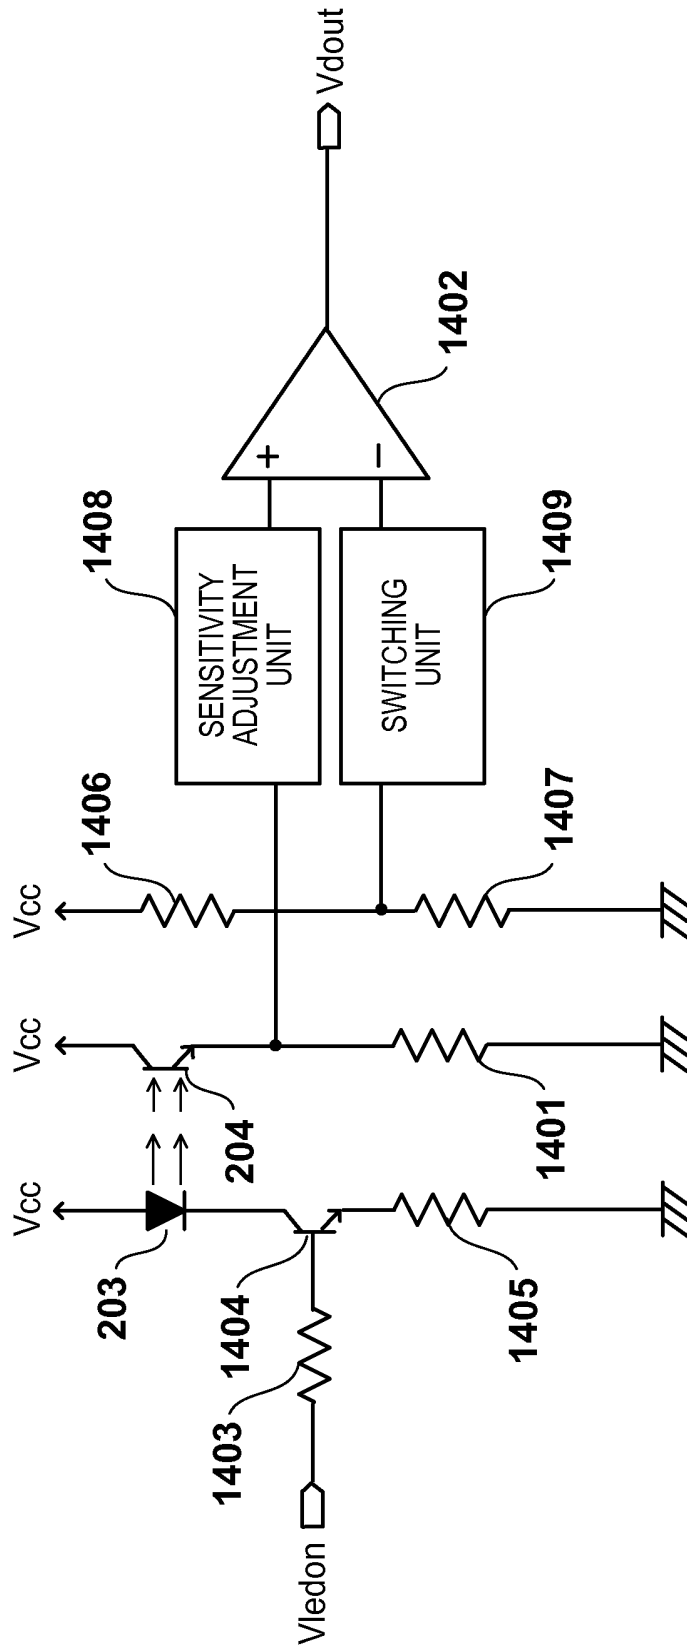 Vcc
Vcc
Vcc
203
204
1406
1408
SENSITIVITY
ADJUSTMENT
UNIT
+
−
1402
Vdout
SWITCHING
UNIT
1409
1407
1401
1404
1403
1405
Vledon